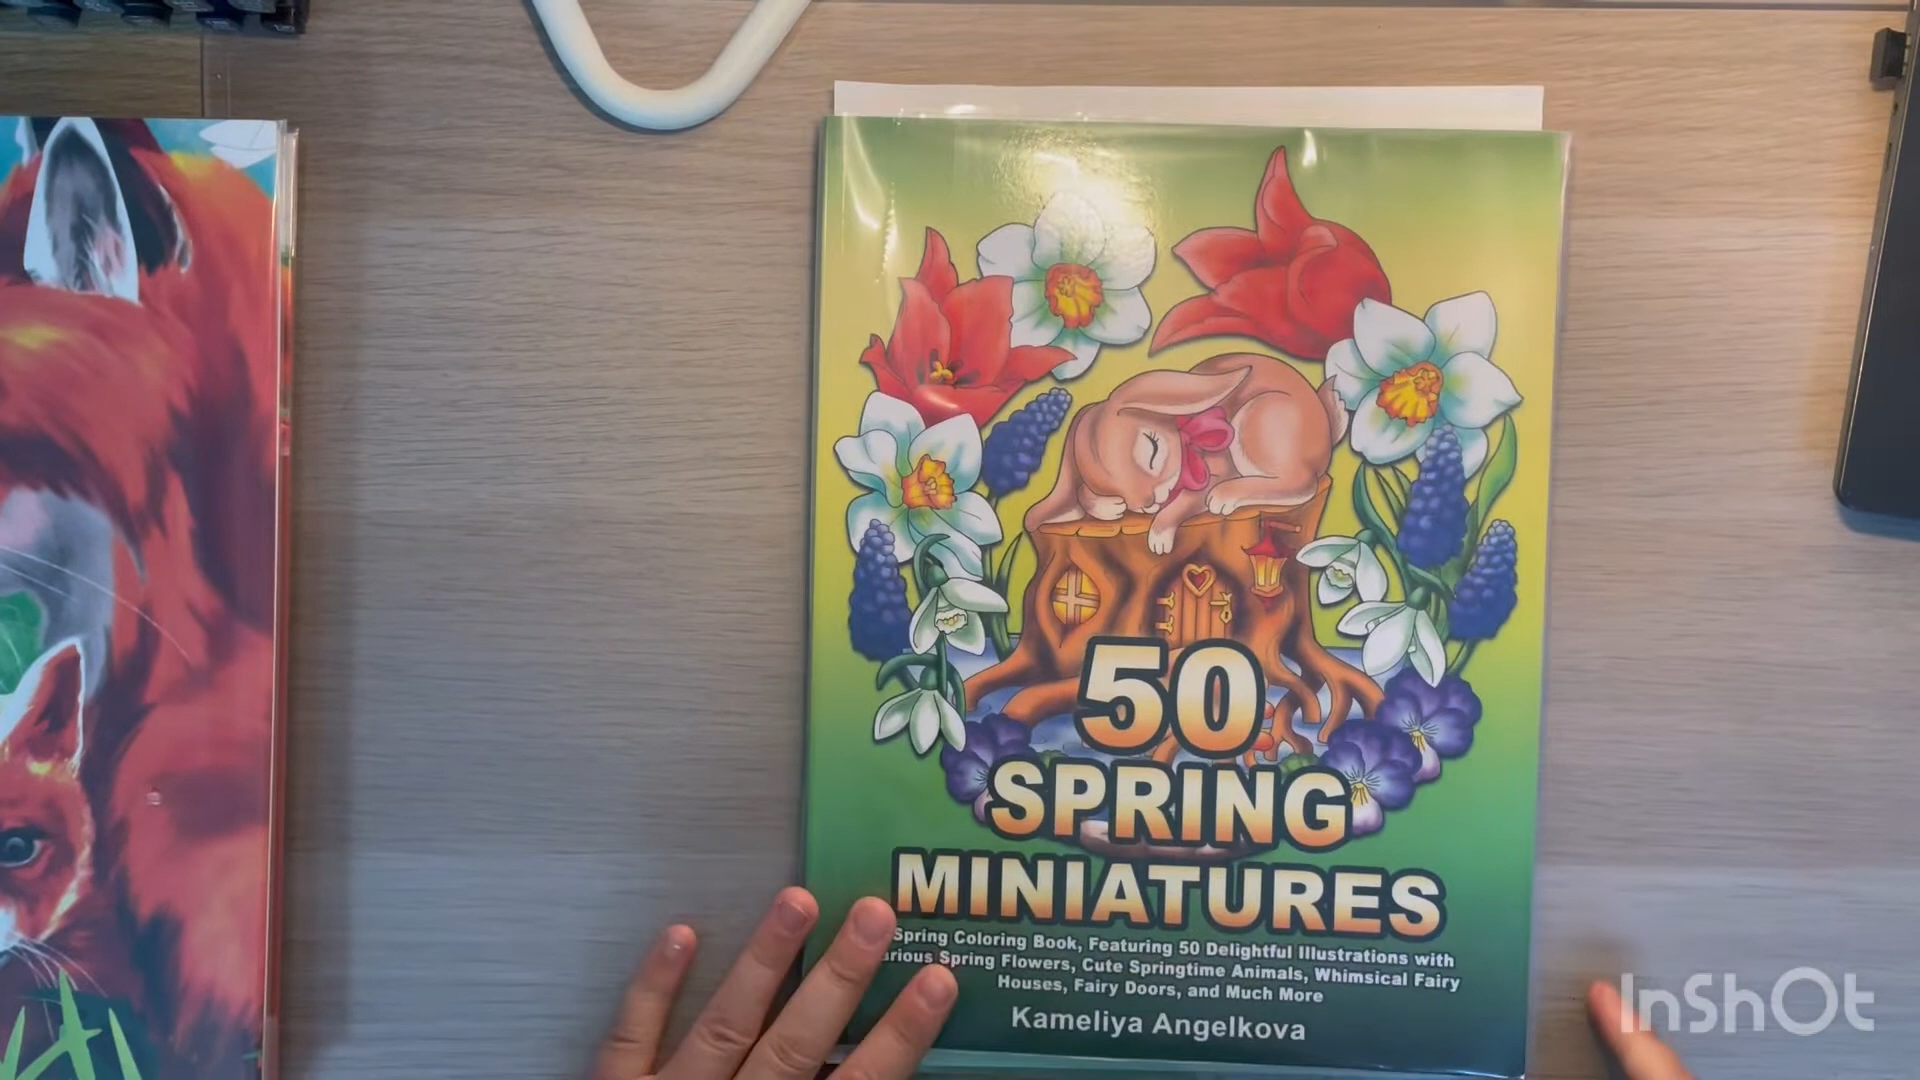 50
SPRING
MINIATURES
Spring Coloring Book, Featuring 50 Delightful Illustrations with
Spring Flowers, Cute Springtime Animals, Whimsical Fairy
Houses, Fairy Doors, and Much More
Kameliya Angelkova
InShOt